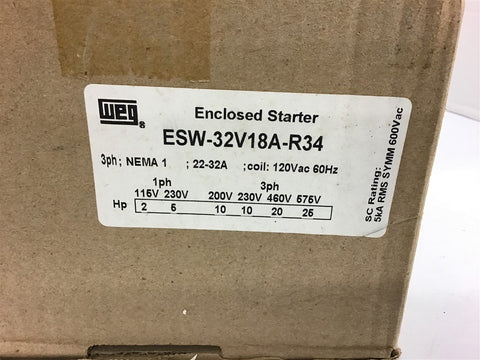 weg ®
Enclosed Starter
ESW-32V18A-R34
3ph ; NEMA 1 ; 22-32A ;coil: 120Vac 60Hz
1ph 3ph
115V 230V 200V 230V 460V 575V
Hp 2 5 10 10 20 25
SC Rating:
5kA RMS SYMM 600Vac